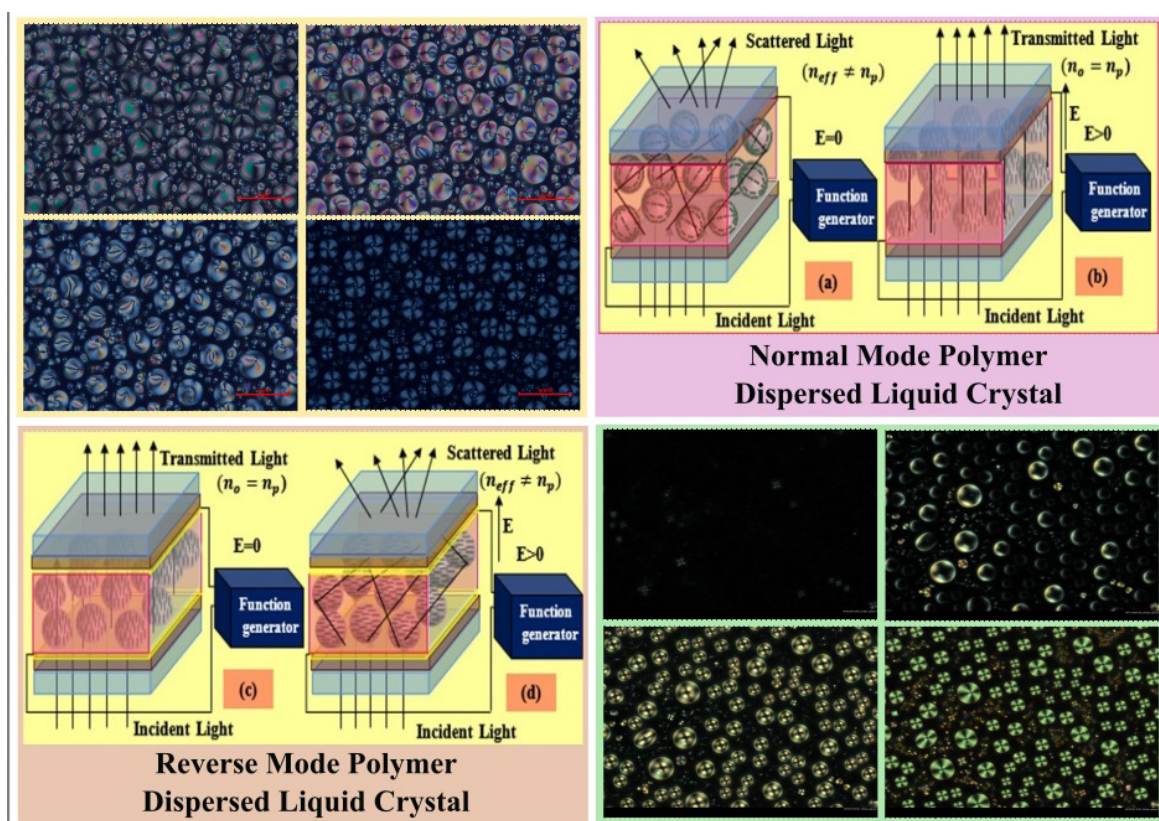 Scattered Light
(n_eff ≠ n_p)
E=0
Function
generator
(a)
Incident Light
Transmitted Light
(n_o = n_p)
E
E>0
Function
generator
(b)
Incident Light
Normal Mode Polymer
Dispersed Liquid Crystal
Transmitted Light
(n_o = n_p)
E=0
Function
generator
(c)
Incident Light
Scattered Light
(n_eff ≠ n_p)
E
E>0
Function
generator
(d)
Incident Light
Reverse Mode Polymer
Dispersed Liquid Crystal